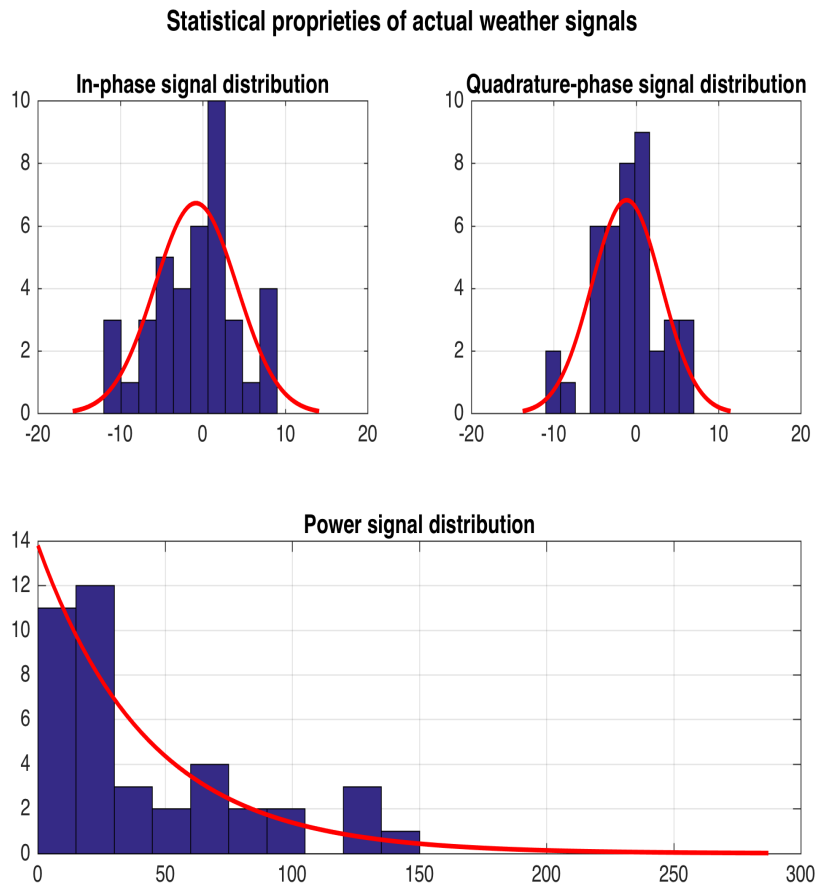 Statistical proprieties of actual weather signals
In-phase signal distribution
10
8
6
4
2
0
-20 -10 0 10 20
Quadrature-phase signal distribution
10
8
6
4
2
0
-20 -10 0 10 20
Power signal distribution
14
12
10
8
6
4
2
0
0 50 100 150 200 250 300